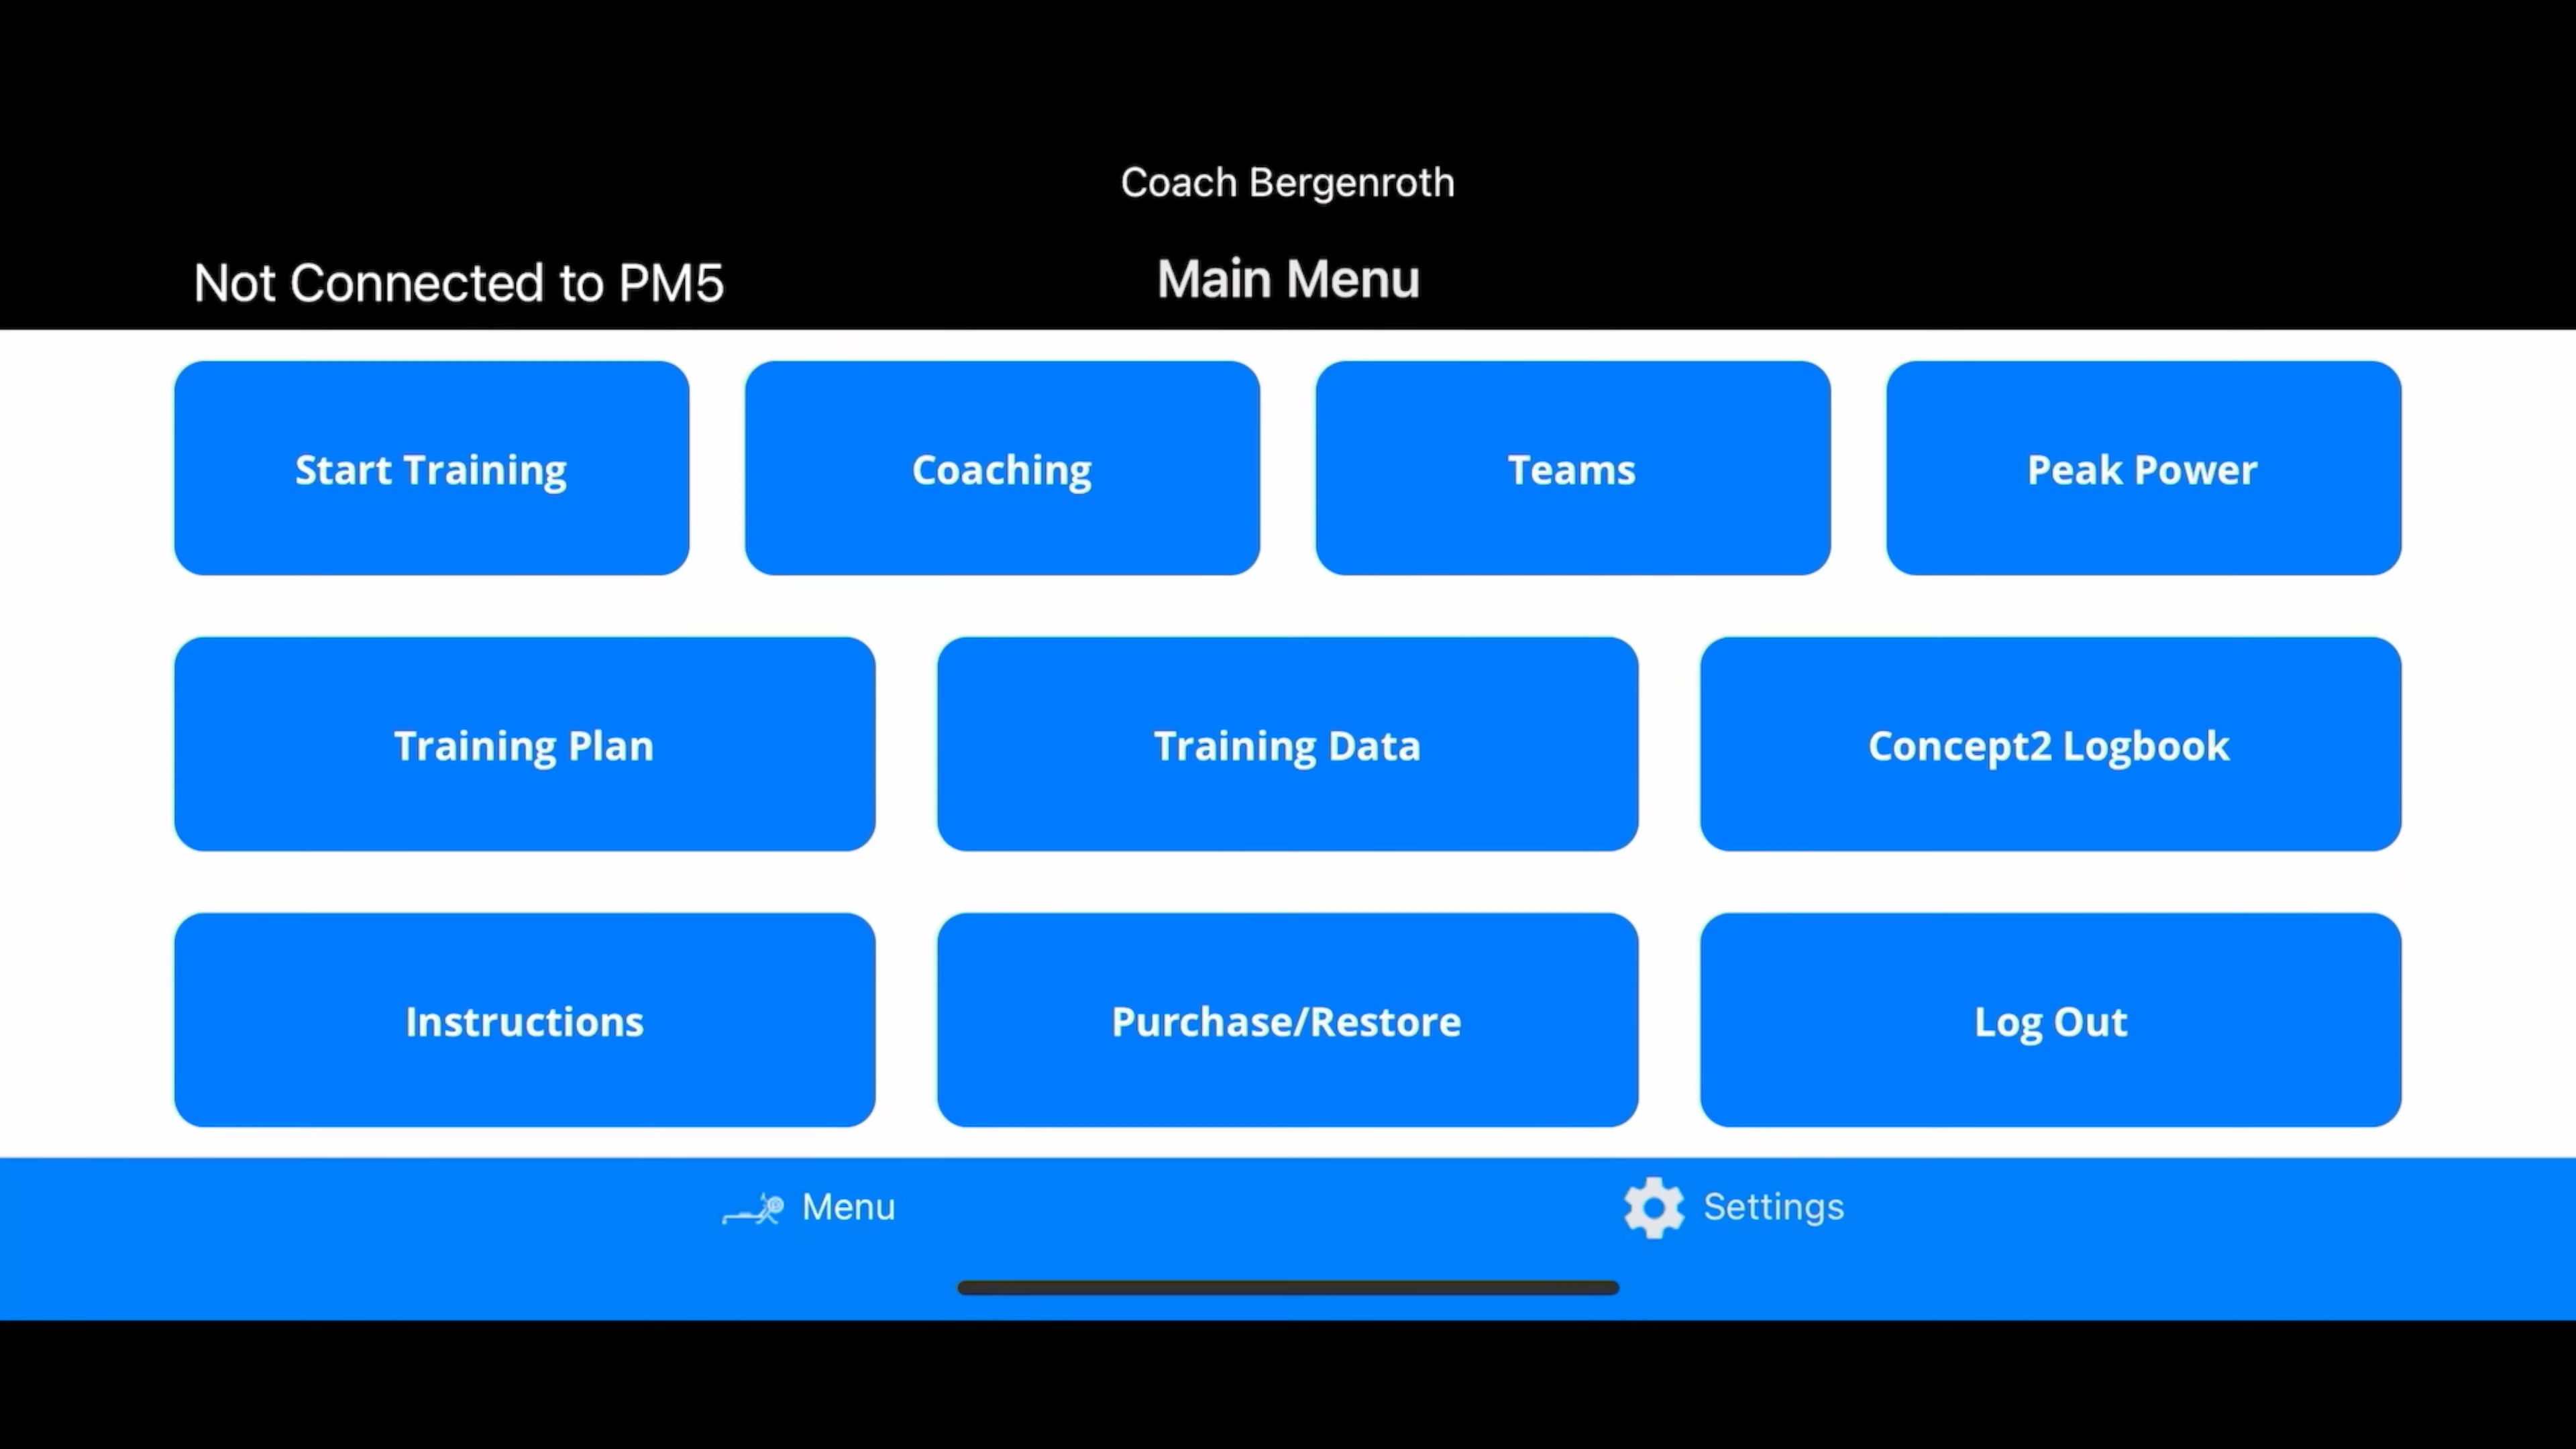 Coach Bergenroth
Not Connected to PM5
Main Menu
Start Training
Coaching
Teams
Peak Power
Training Plan
Training Data
Concept2 Logbook
Instructions
Purchase/Restore
Log Out
Menu
Settings